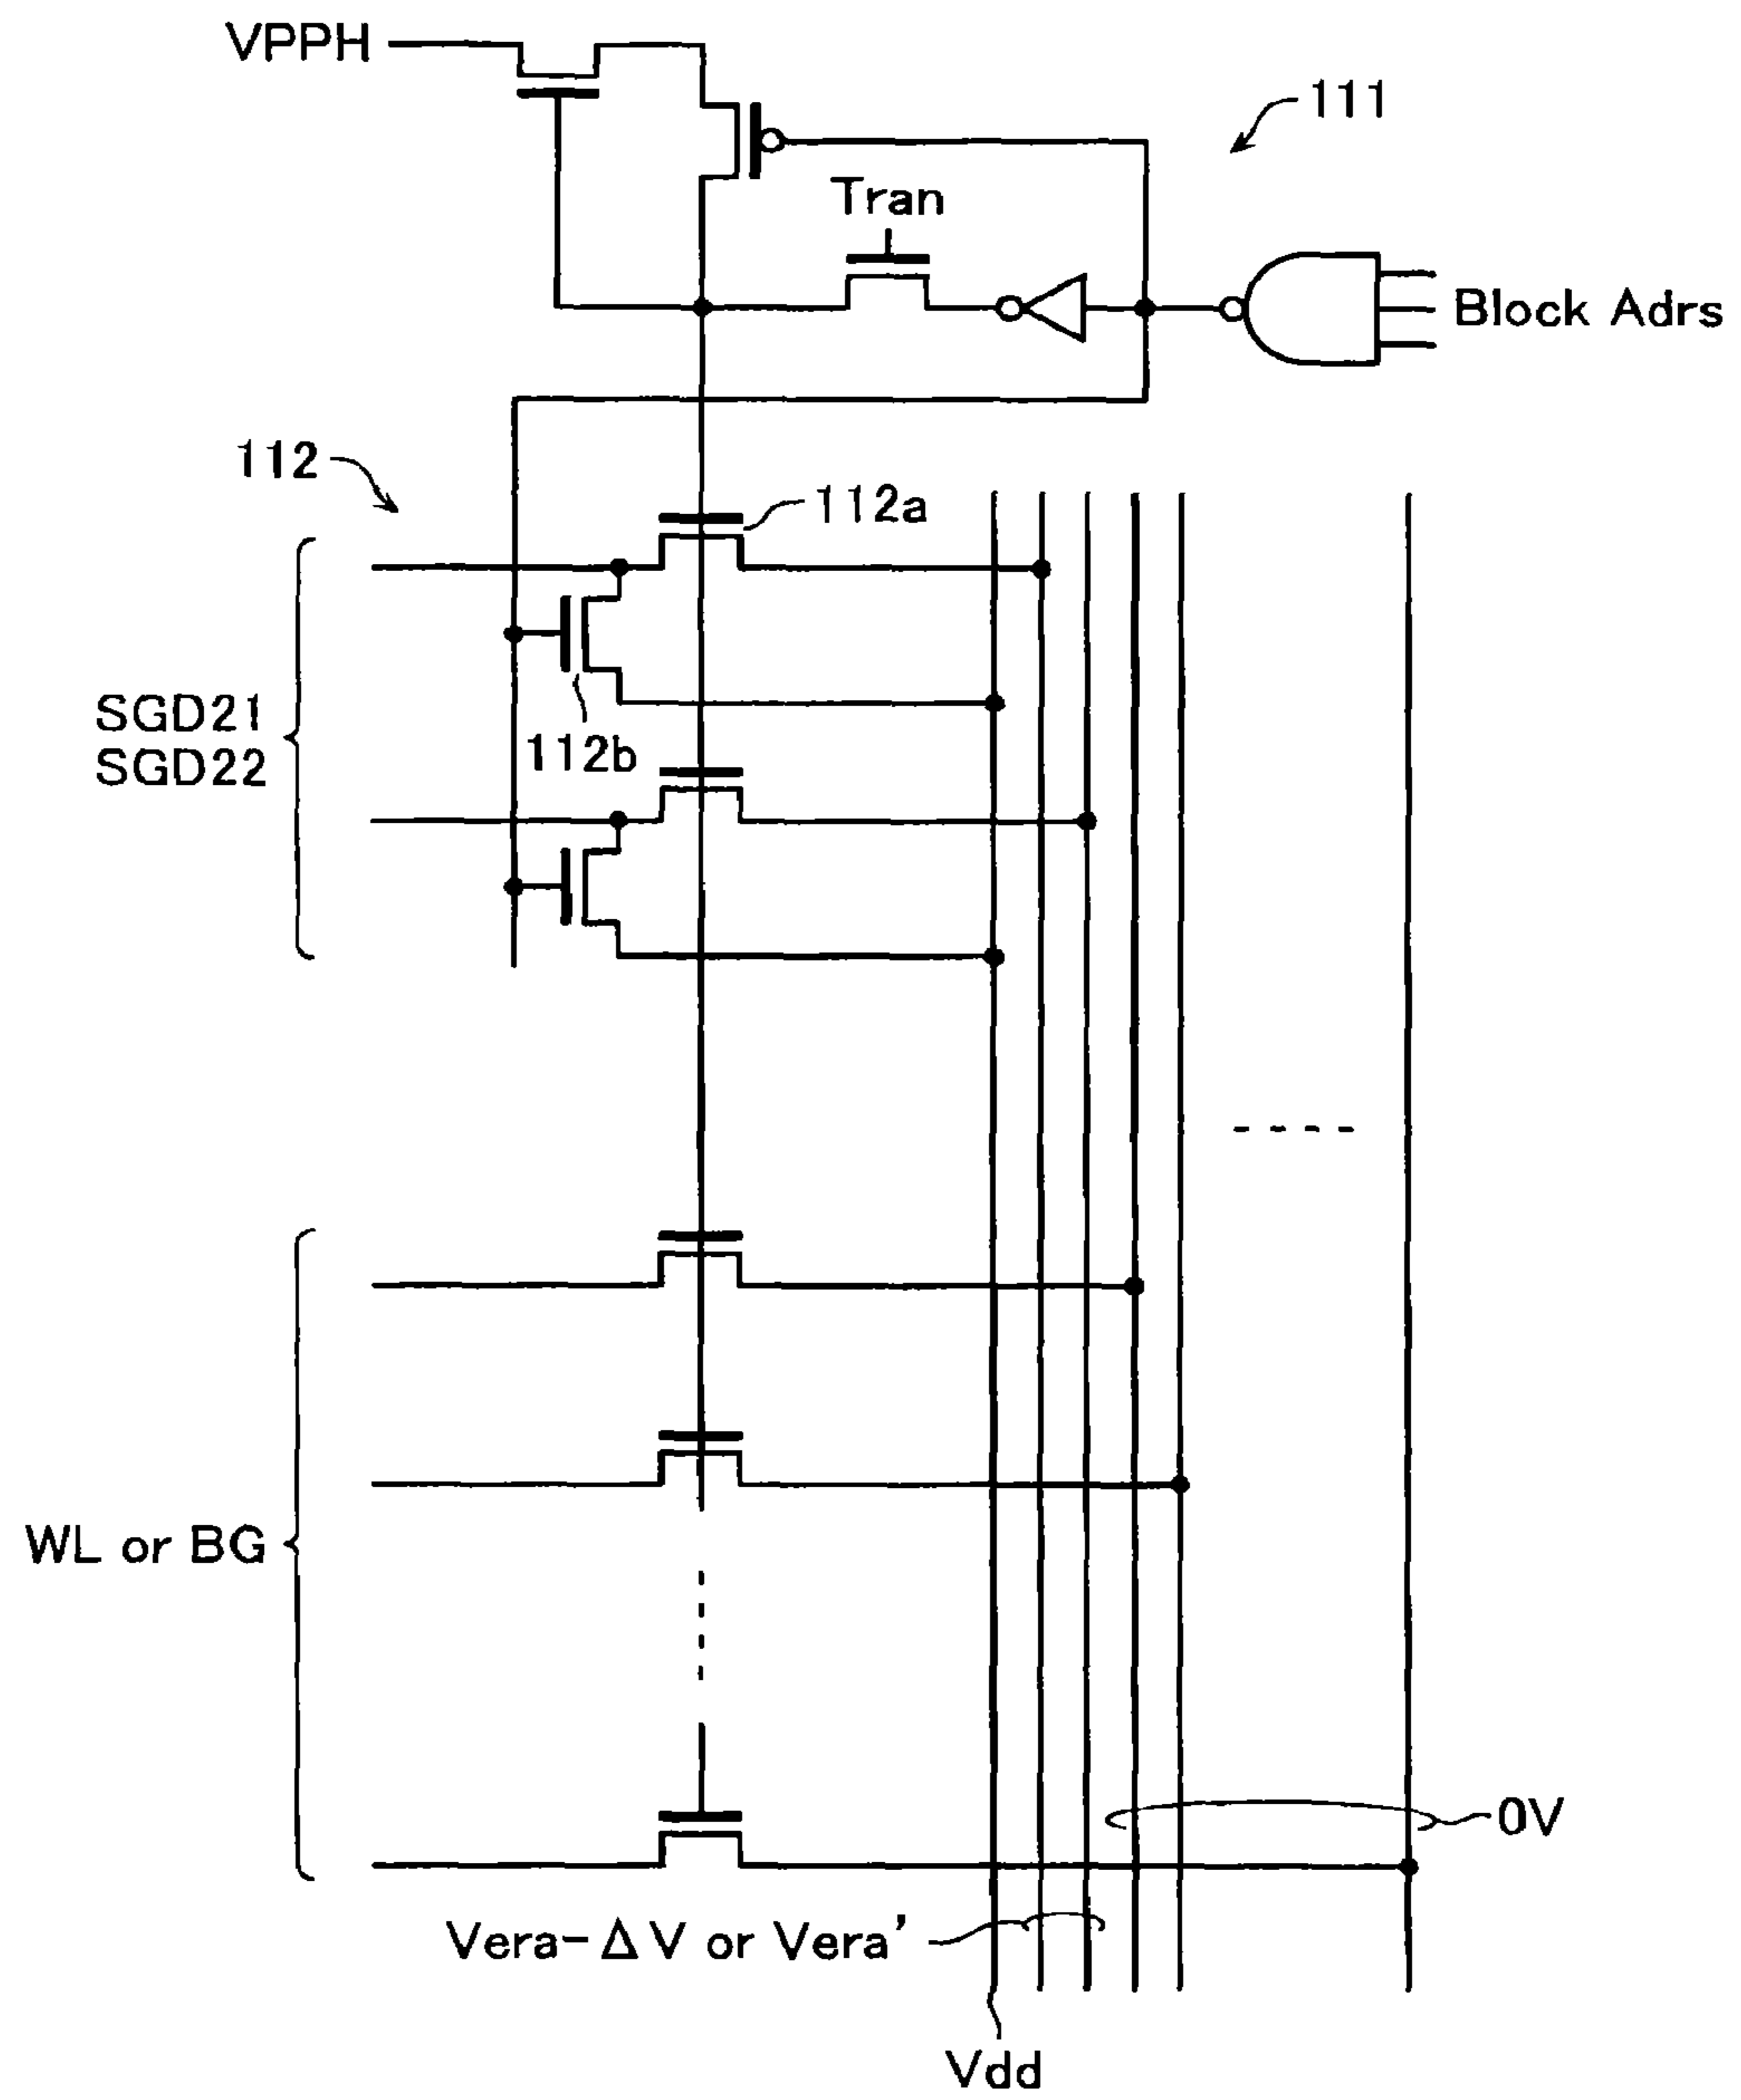 VPPH
111
Tran
Block Adrs
112
112a
SGD21
SGD22
112b
WL or BG
0V
Vera-ΔV or Vera’
Vdd